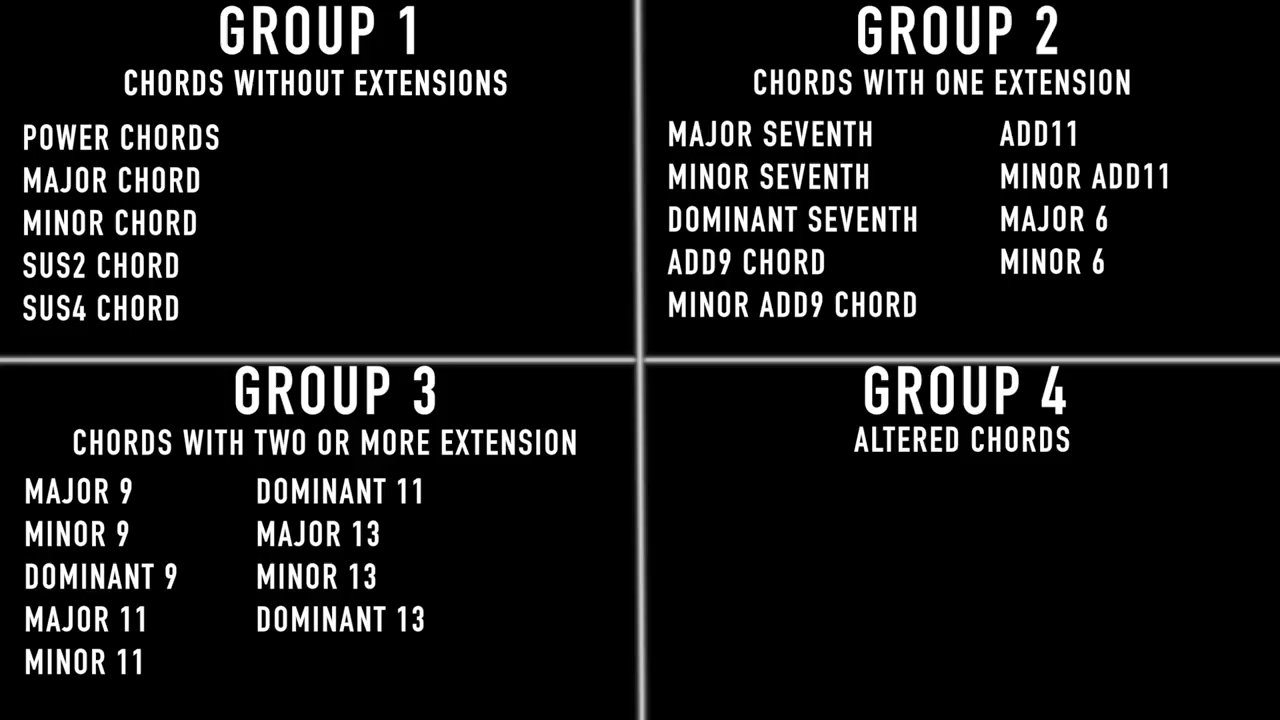 GROUP 1
CHORDS WITHOUT EXTENSIONS
POWER CHORDS
MAJOR CHORD
MINOR CHORD
SUS2 CHORD
SUS4 CHORD
GROUP 2
CHORDS WITH ONE EXTENSION
MAJOR SEVENTH
MINOR SEVENTH
DOMINANT SEVENTH
ADD9 CHORD
MINOR ADD9 CHORD
ADD11
MINOR ADD11
MAJOR 6
MINOR 6
GROUP 3
CHORDS WITH TWO OR MORE EXTENSION
MAJOR 9
MINOR 9
DOMINANT 9
MAJOR 11
MINOR 11
DOMINANT 11
MAJOR 13
MINOR 13
DOMINANT 13
GROUP 4
ALTERED CHORDS